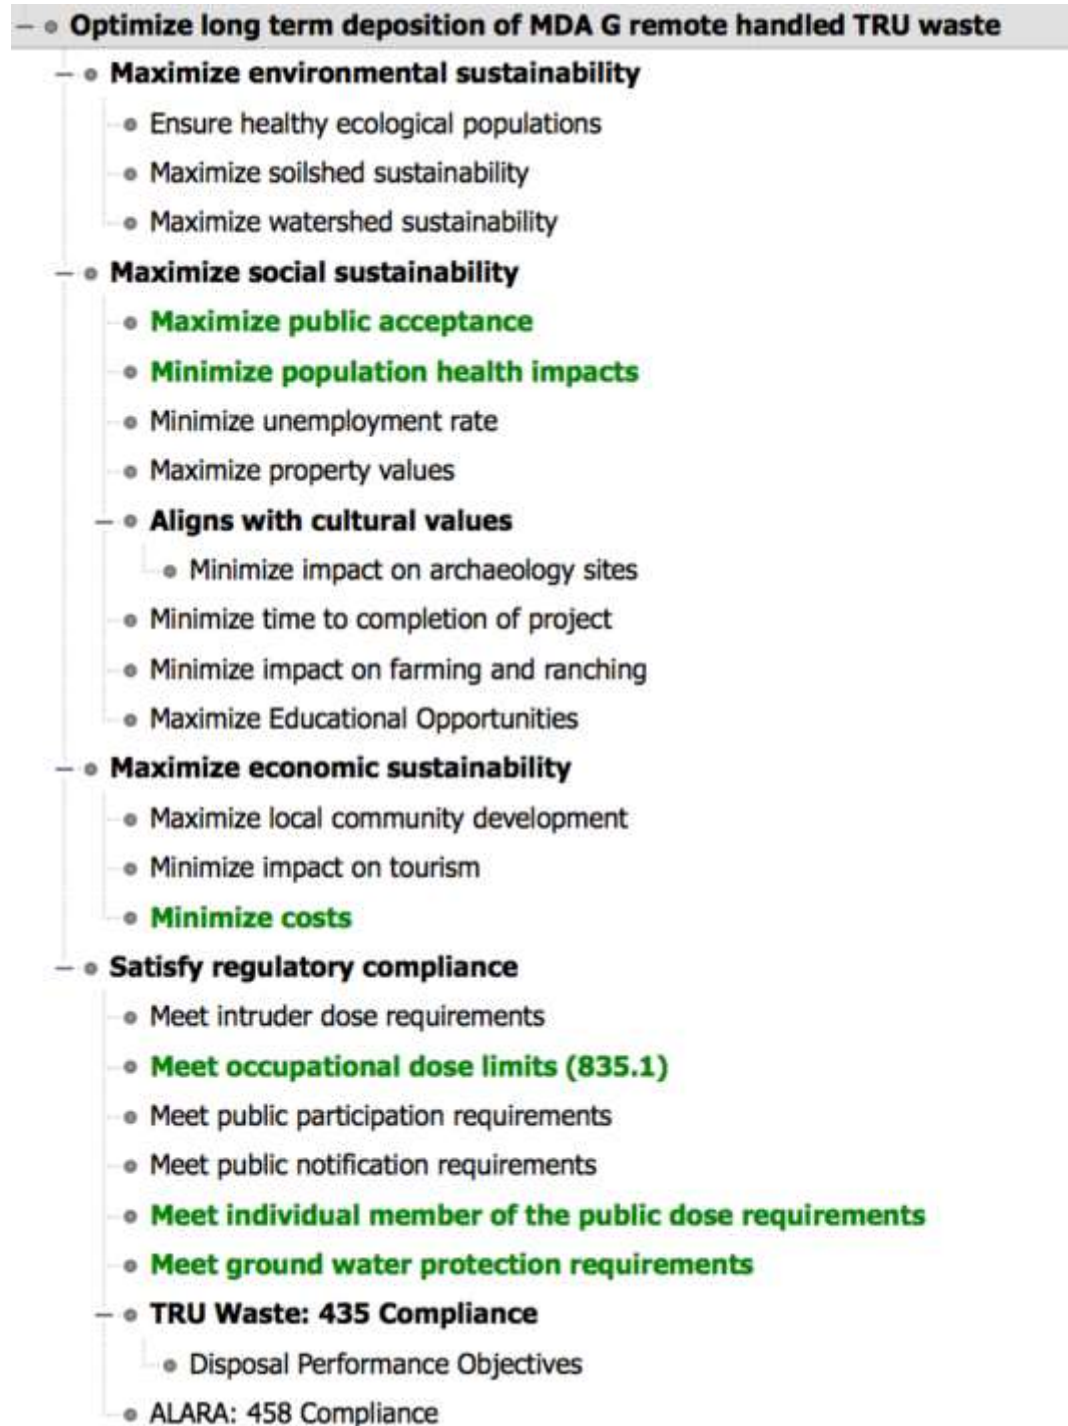 Optimize long term deposition of MDA G remote handled TRU waste
Maximize environmental sustainability
Ensure healthy ecological populations
Maximize soilshed sustainability
Maximize watershed sustainability
Maximize social sustainability
Maximize public acceptance
Minimize population health impacts
Minimize unemployment rate
Maximize property values
Aligns with cultural values
Minimize impact on archaeology sites
Minimize time to completion of project
Minimize impact on farming and ranching
Maximize Educational Opportunities
Maximize economic sustainability
Maximize local community development
Minimize impact on tourism
Minimize costs
Satisfy regulatory compliance
Meet intruder dose requirements
Meet occupational dose limits (835.1)
Meet public participation requirements
Meet public notification requirements
Meet individual member of the public dose requirements
Meet ground water protection requirements
TRU Waste: 435 Compliance
Disposal Performance Objectives
ALARA: 458 Compliance